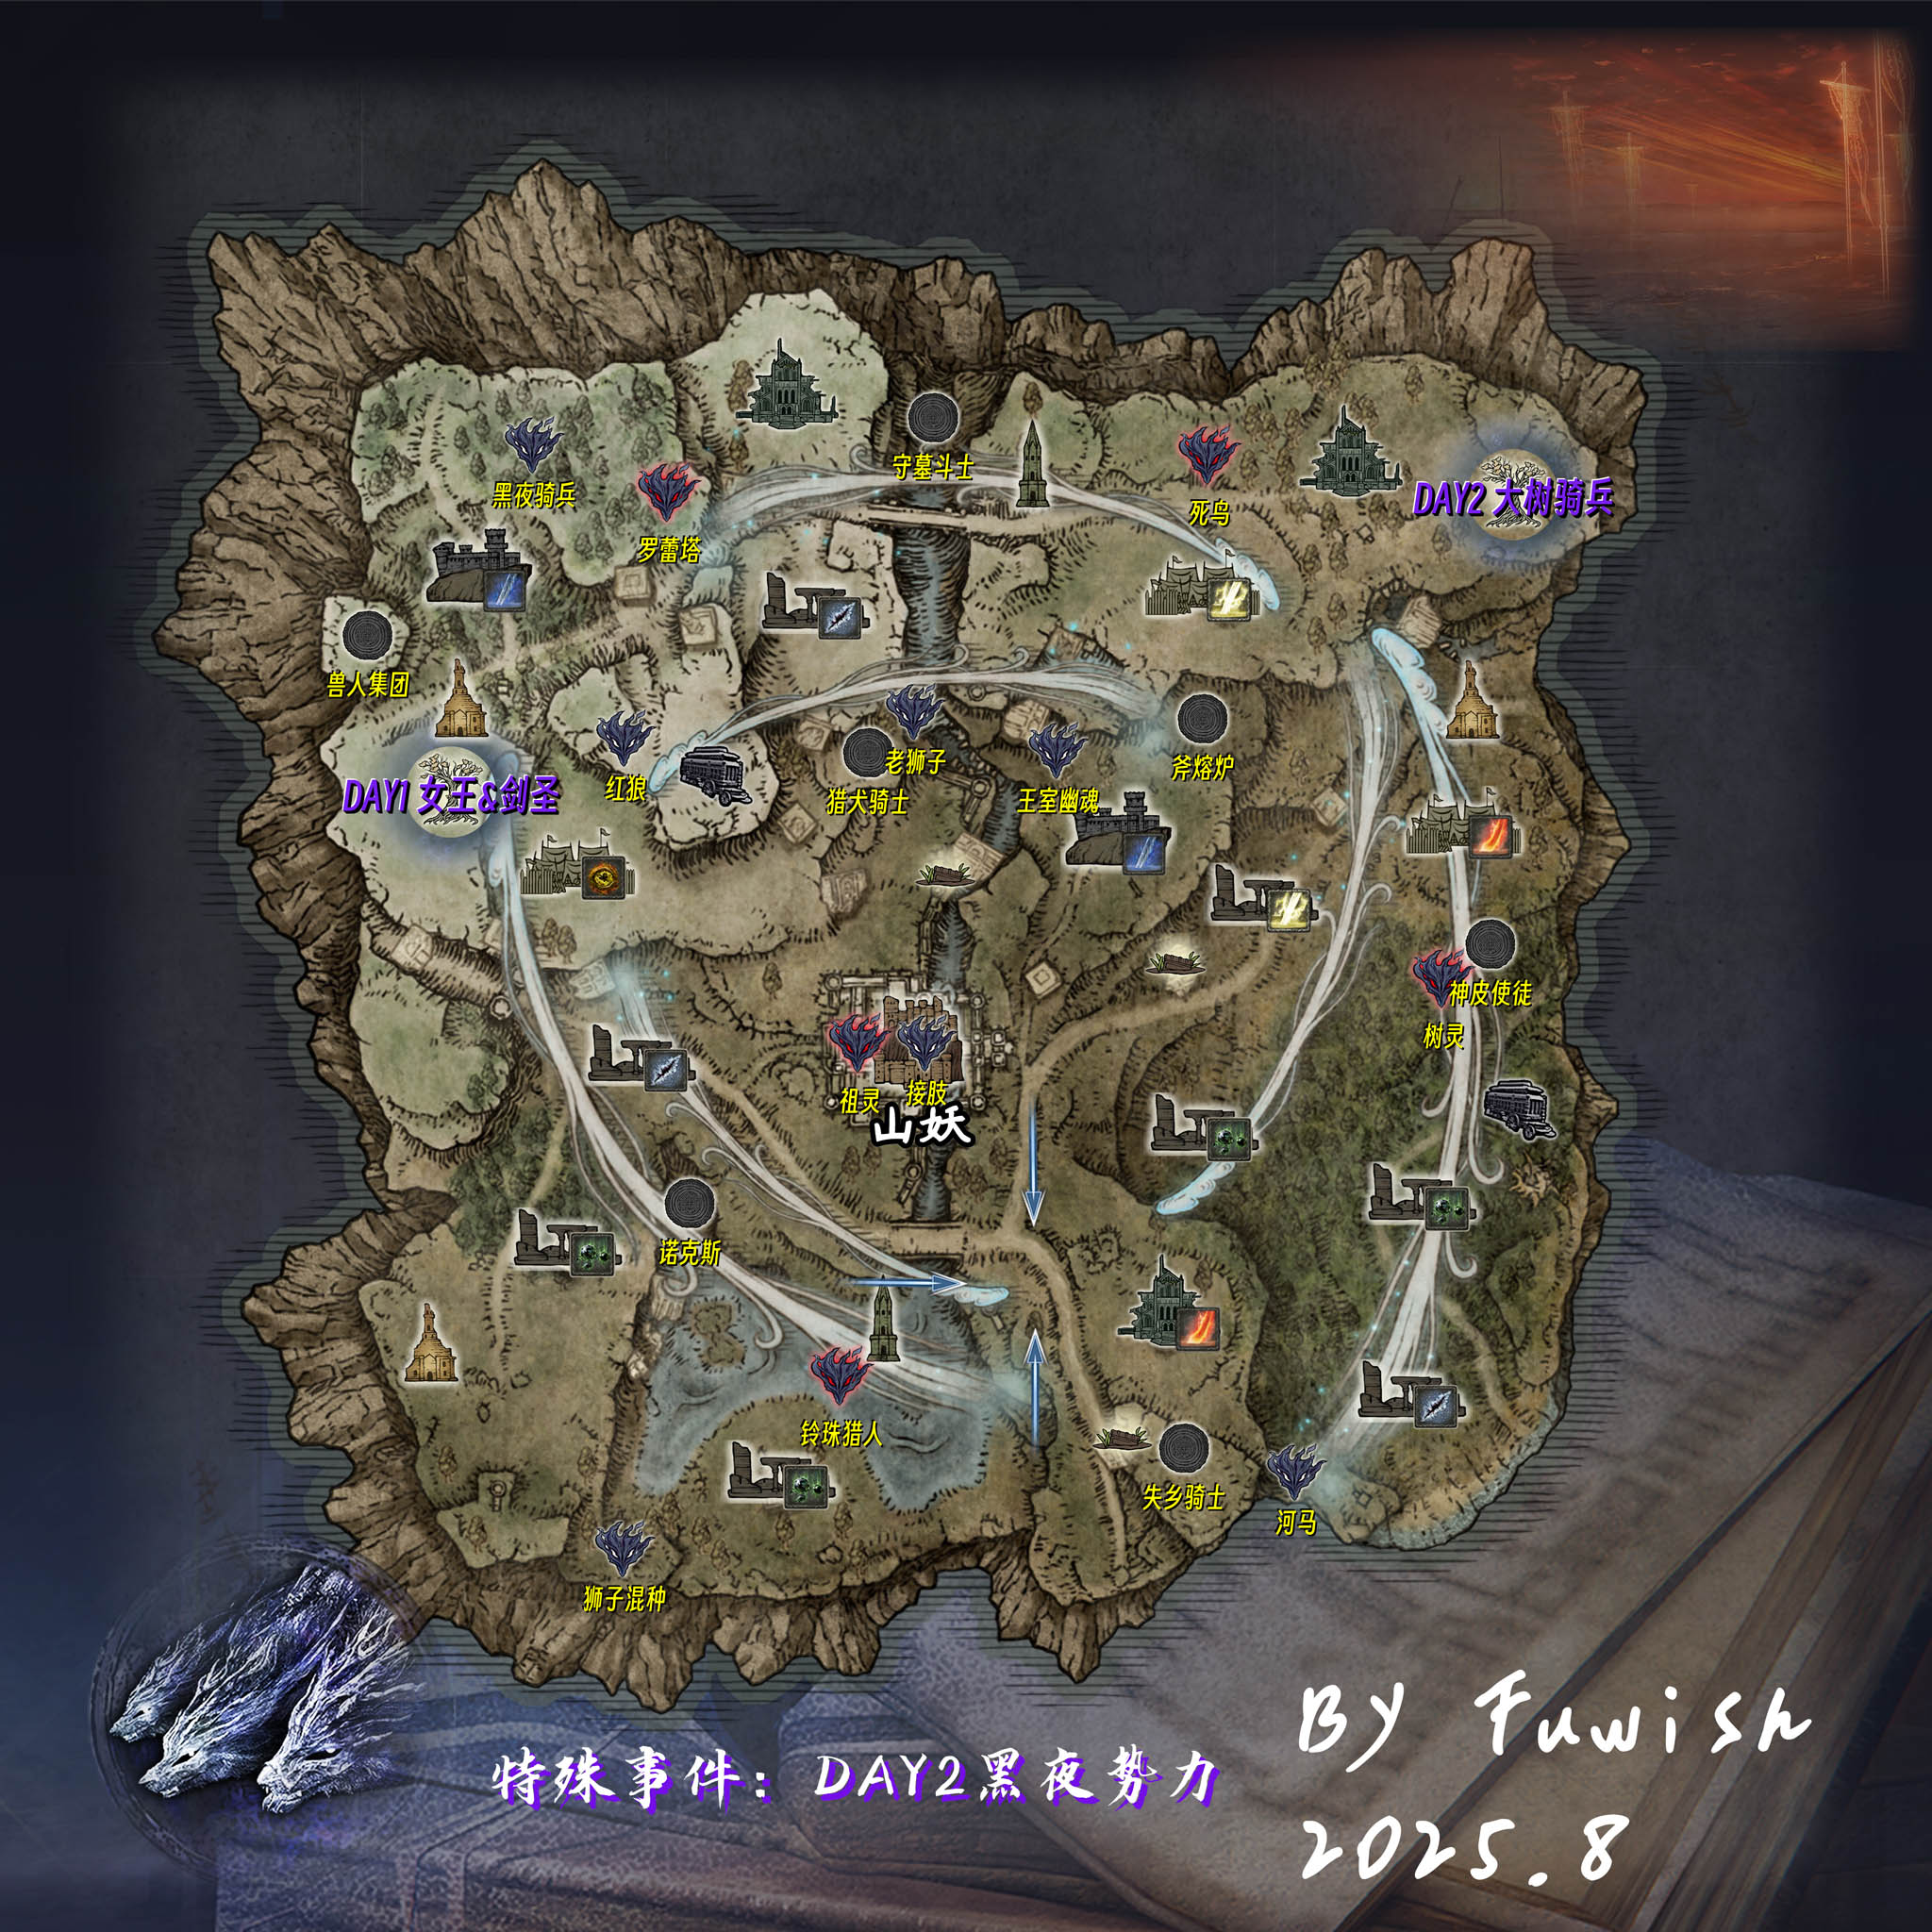 守墓斗士
黑夜骑兵
DAY2 大树骑兵
死鸟
罗蕾塔
兽人集团
老狮子
斧熔炉
红狼
DAY1 女王&剑圣
猎犬骑士
王室幽魂
神皮使徒
树灵
祖灵
接肢
山妖
诺克斯
铃珠猎人
失乡骑士
河马
狮子混种
特殊事件：DAY2黑夜势力
By Fuwish
2025.8